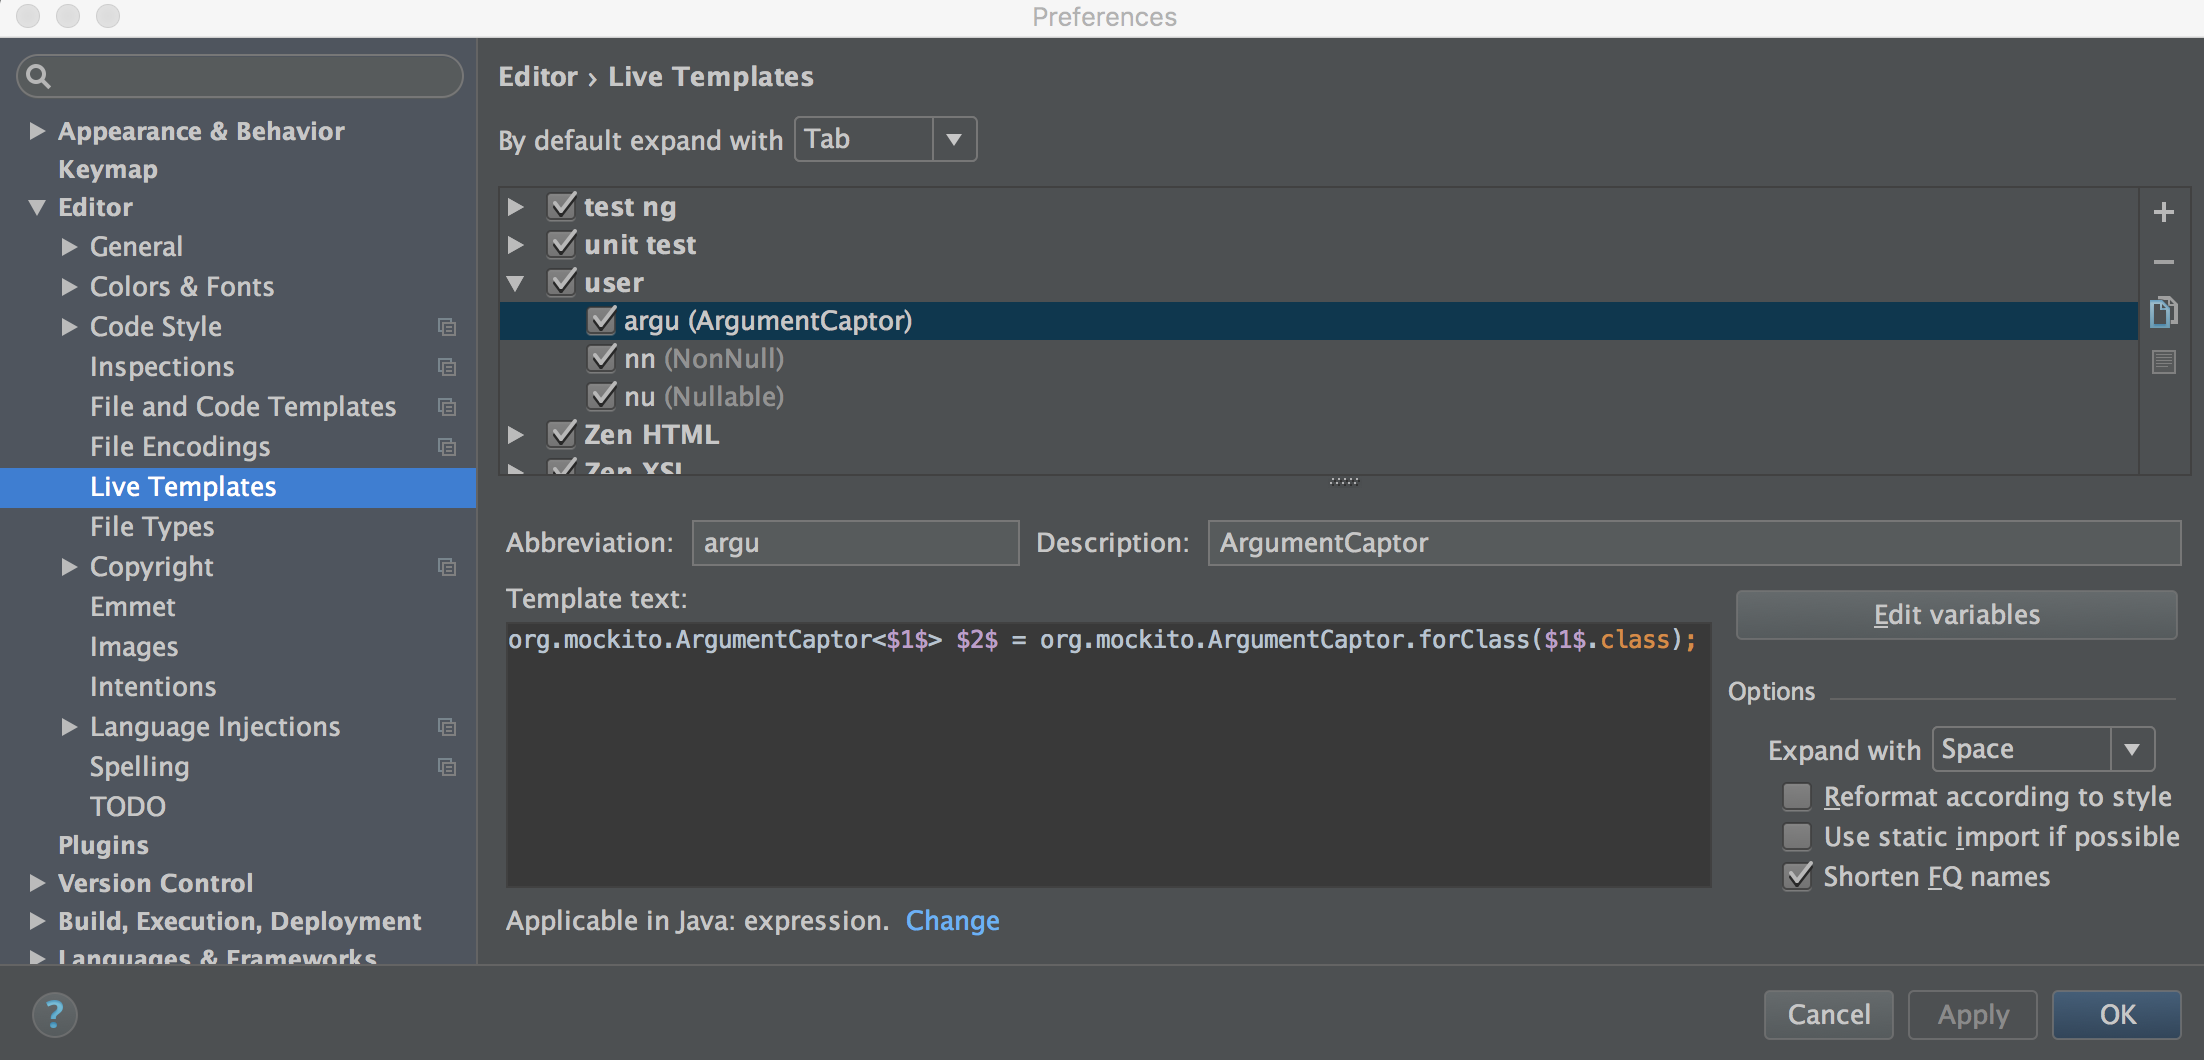 Preferences
Appearance & Behavior
Keymap
Editor
General
Colors & Fonts
Code Style
Inspections
File and Code Templates
File Encodings
Live Templates
File Types
Copyright
Emmet
Images
Intentions
Language Injections
Spelling
TODO
Plugins
Version Control
Build, Execution, Deployment
Languages & Frameworks
Editor › Live Templates
By default expand with Tab
test ng
unit test
user
argu (ArgumentCaptor)
nn (NonNull)
nu (Nullable)
Zen HTML
Zen XSL
Abbreviation: argu Description: ArgumentCaptor
Template text:
org.mockito.ArgumentCaptor<$1$> $2$ = org.mockito.ArgumentCaptor.forClass($1$.class);
Edit variables
Options
Expand with Space
Reformat according to style
Use static import if possible
Shorten FQ names
Applicable in Java: expression. Change
?
Cancel Apply OK